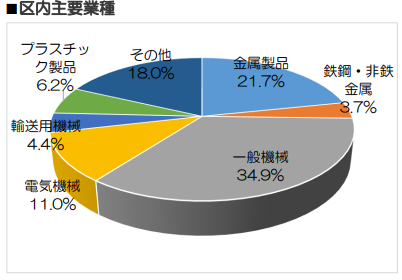 ■区内主要業種
プラスチッ
ク製品
6.2%
その他
18.0%
金属製品
21.7%
鉄鋼・非鉄
金属
3.7%
輸送用機械
4.4%
一般機械
34.9%
電気機械
11.0%